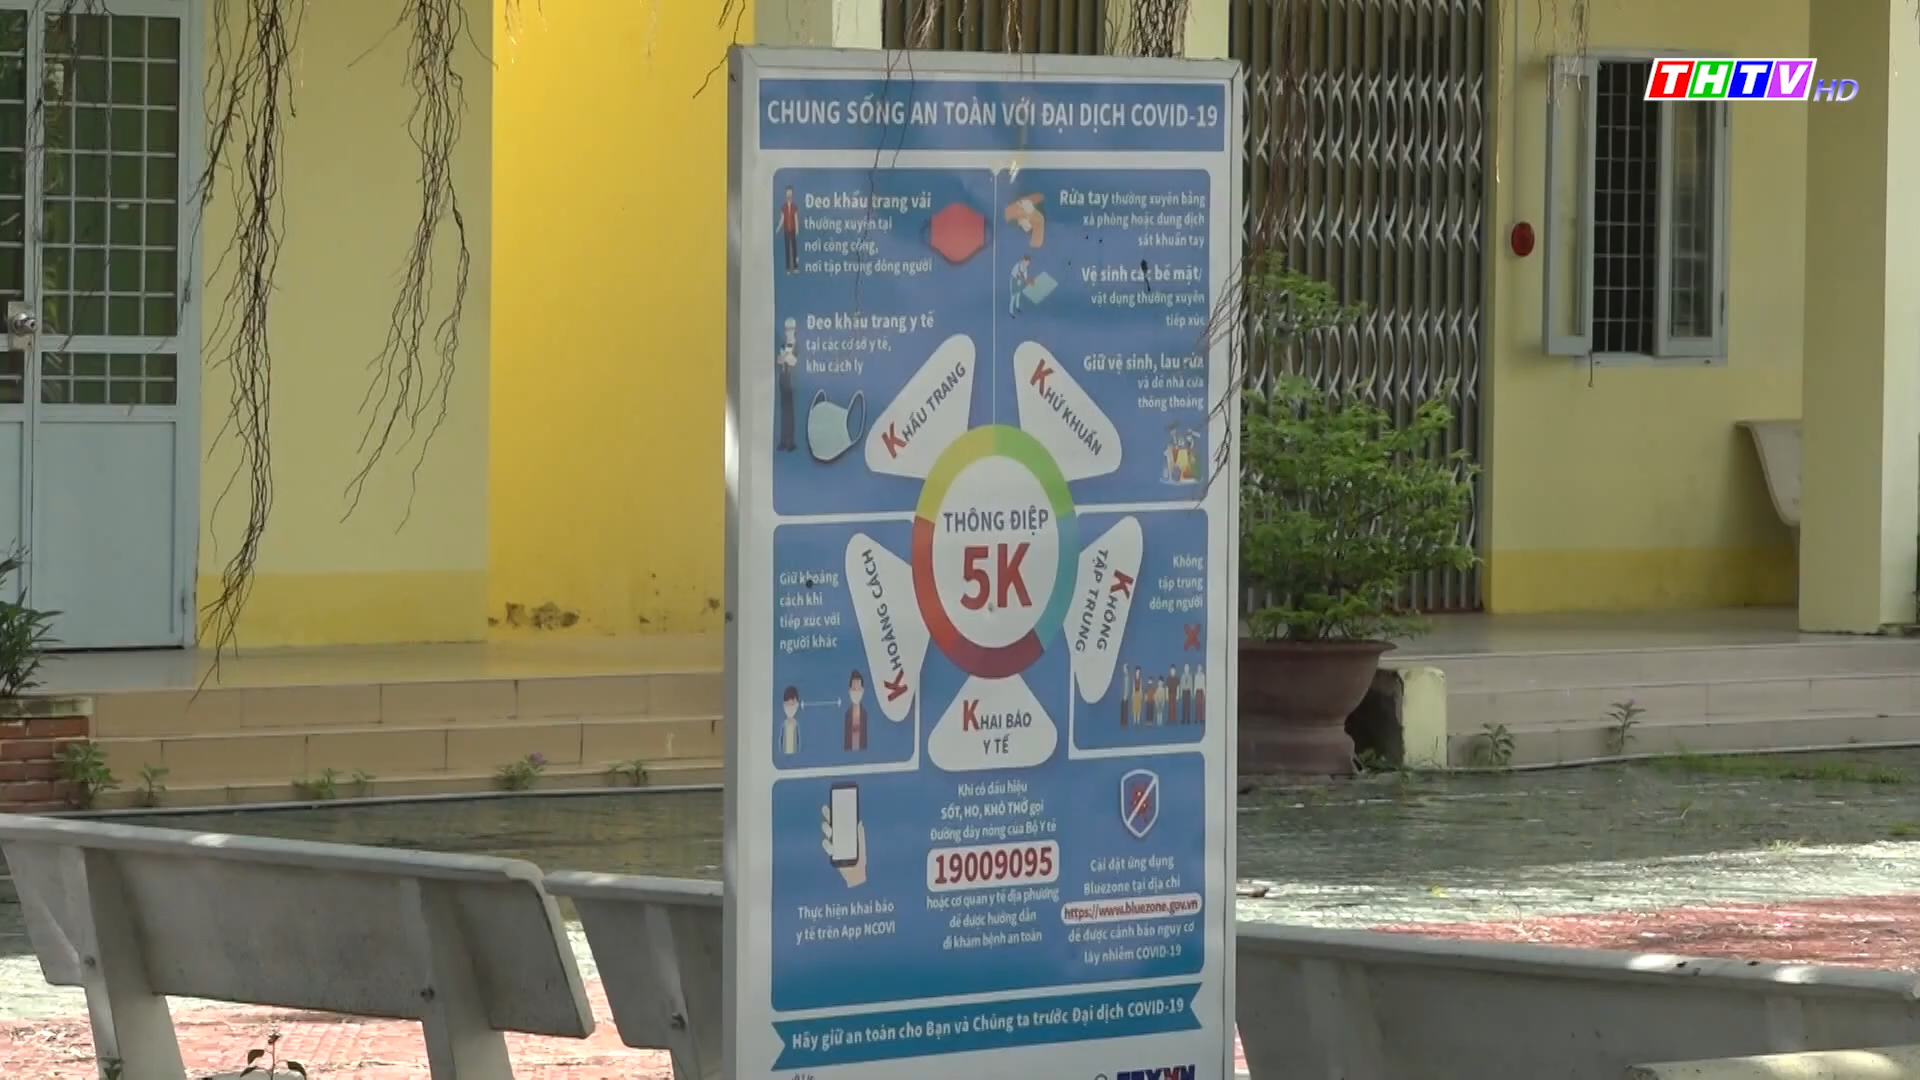 THTV HD
CHUNG SỐNG AN TOÀN VỚI ĐẠI DỊCH COVID-19
Đeo khẩu trang vải
thường xuyên tại
nơi công cộng,
nơi tập trung đông người
Đeo khẩu trang y tế
tại các cơ sở y tế,
khu cách ly
KHẨU TRANG
Rửa tay thường xuyên bằng
xà phòng hoặc dung dịch
sát khuẩn tay
Vệ sinh các bề mặt/
vật dụng thường xuyên
tiếp xúc
Giữ vệ sinh, lau rửa
và để nhà cửa
thông thoáng
KHỬ KHUẨN
THÔNG ĐIỆP
5K
Giữ khoảng
cách khi
tiếp xúc với
người khác
KHOẢNG CÁCH
KHÔNG
TẬP TRUNG
Không
tập trung
đông người
KHAI BÁO
Y TẾ
Thực hiện khai báo
y tế trên App NCOVI
Khi có dấu hiệu
SỐT, HO, KHÓ THỞ gọi
Đường dây nóng của Bộ Y tế
19009095
hoặc cơ quan y tế địa phương
để được hướng dẫn
đi khám bệnh an toàn
Cài đặt ứng dụng
Bluezone tại địa chỉ
https://www.bluezone.gov.vn
để được cảnh báo nguy cơ
lây nhiễm COVID-19
Hãy giữ an toàn cho Bạn và Chúng ta trước Đại dịch COVID-19